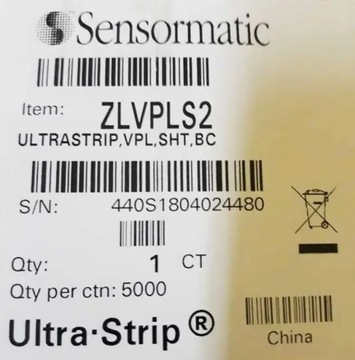 Sensormatic
Item: ZLVPLS2
ULTRASTRIP,VPL,SHT,BC
S/N: 440S1804024480
Qty: 1 CT
Qty per ctn: 5000
Ultra·Strip®
China